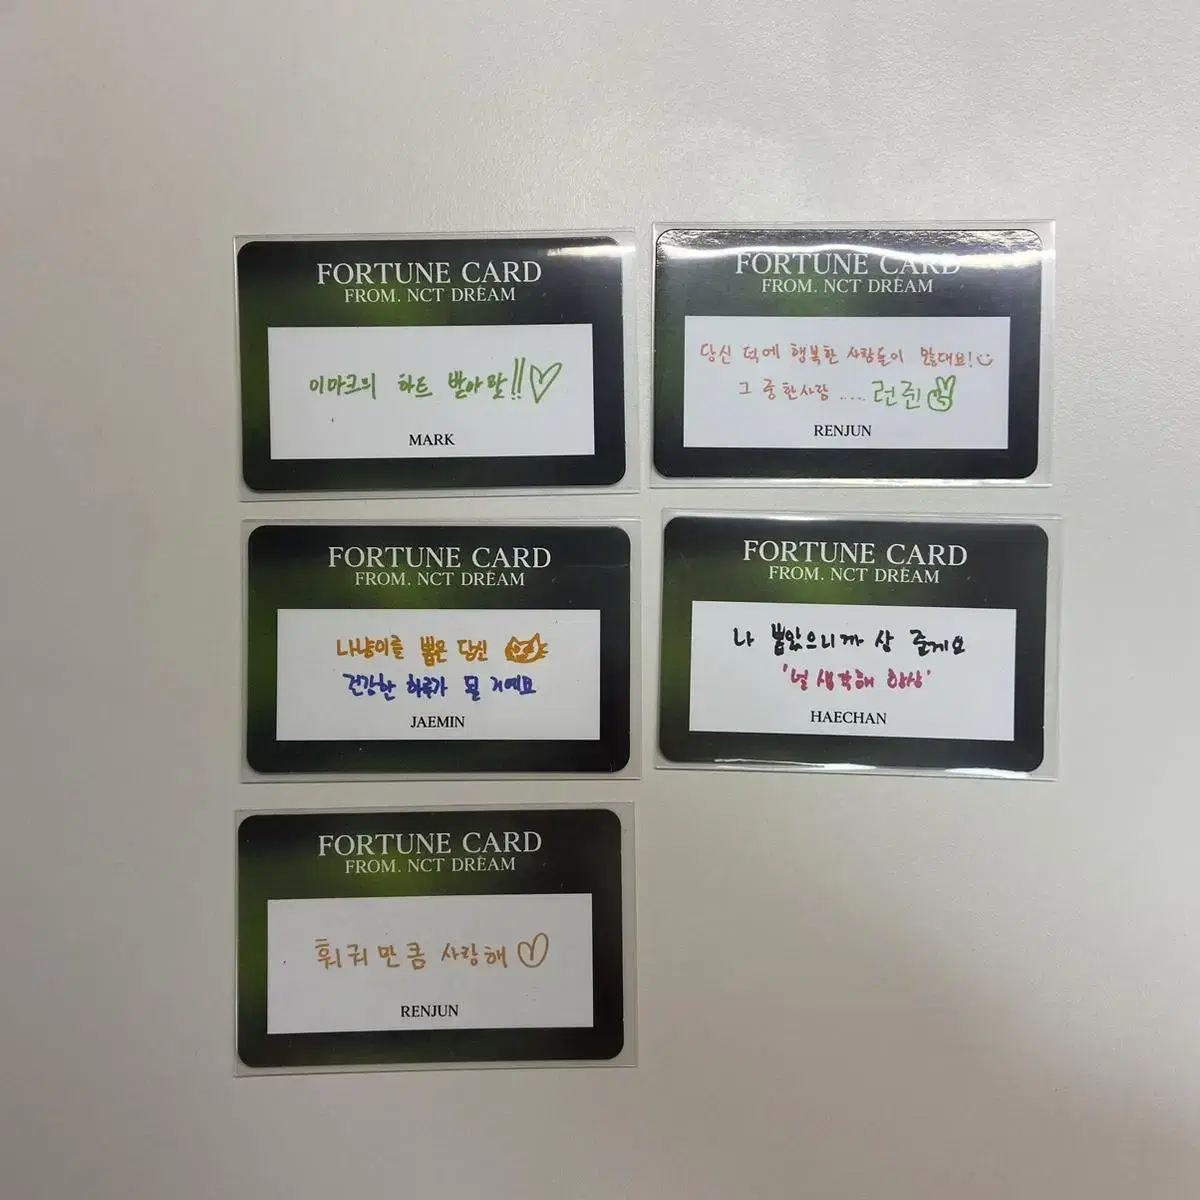 FORTUNE CARD
FROM. NCT DREAM
이마크의 하트 받아랏!!♡
MARK
FORTUNE CARD
FROM. NCT DREAM
당신 덕에 행복한 사람들이 많대요!
그 중 한사람 .... 런쥔
RENJUN
FORTUNE CARD
FROM. NCT DREAM
나냥이를 뽑은 당신
건강한 하루가 될 거예요
JAEMIN
FORTUNE CARD
FROM. NCT DREAM
나 뽑았으니까 상 줄게요
'널 생각해 항상'
HAECHAN
FORTUNE CARD
FROM. NCT DREAM
훠궈만큼 사랑해♡
RENJUN